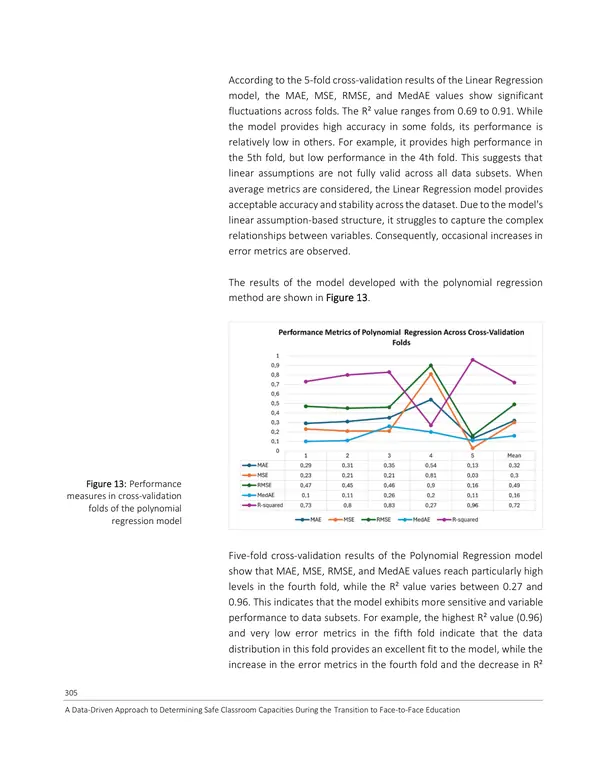 According to the 5-fold cross-validation results of the Linear Regression
model, the MAE, MSE, RMSE, and MedAE values show significant
fluctuations across folds. The R² value ranges from 0.69 to 0.91. While
the model provides high accuracy in some folds, its performance is
relatively low in others. For example, it provides high performance in
the 5th fold, but low performance in the 4th fold. This suggests that
linear assumptions are not fully valid across all data subsets. When
average metrics are considered, the Linear Regression model provides
acceptable accuracy and stability across the dataset. Due to the model's
linear assumption-based structure, it struggles to capture the complex
relationships between variables. Consequently, occasional increases in
error metrics are observed.
The results of the model developed with the polynomial regression
method are shown in Figure 13.
Performance Metrics of Polynomial Regression Across Cross-Validation
Folds
1
0,9
0,8
0,7
0,6
0,5
0,4
0,3
0,2
0,1
0
1 2 3 4 5 Mean
MAE 0,29 0,31 0,35 0,54 0,13 0,32
MSE 0,23 0,21 0,21 0,81 0,03 0,3
RMSE 0,47 0,45 0,46 0,9 0,16 0,49
MedAE 0,1 0,11 0,26 0,2 0,11 0,16
R-squared 0,73 0,8 0,83 0,27 0,96 0,72
MAE MSE RMSE MedAE R-squared
Figure 13: Performance
measures in cross-validation
folds of the polynomial
regression model
Five-fold cross-validation results of the Polynomial Regression model
show that MAE, MSE, RMSE, and MedAE values reach particularly high
levels in the fourth fold, while the R² value varies between 0.27 and
0.96. This indicates that the model exhibits more sensitive and variable
performance to data subsets. For example, the highest R² value (0.96)
and very low error metrics in the fifth fold indicate that the data
distribution in this fold provides an excellent fit to the model, while the
increase in the error metrics in the fourth fold and the decrease in R²
305
A Data-Driven Approach to Determining Safe Classroom Capacities During the Transition to Face-to-Face Education